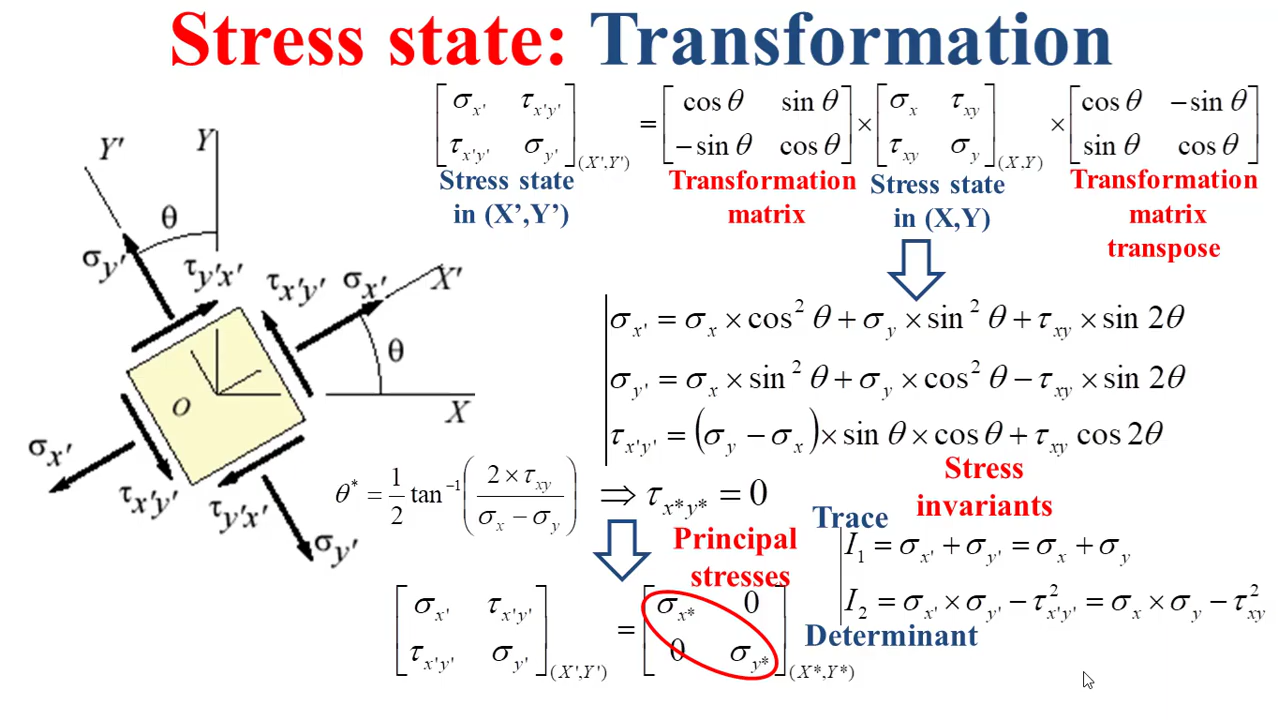 Stress state: Transformation
[σx' τx'y'; τx'y' σy'](X',Y') = [cos θ sin θ; −sin θ cos θ] × [σx τxy; τxy σy](X,Y) × [cos θ −sin θ; sin θ cos θ]
Stress state
in (X’,Y’)
Transformation
matrix
Stress state
in (X,Y)
Transformation
matrix
transpose
Y'
Y
θ
σy'
τy'x'
τx'y'
σx'
X'
θ
O
X
σx'
τx'y'
τy'x'
σy'
σx' = σx × cos² θ + σy × sin² θ + τxy × sin 2θ
σy' = σx × sin² θ + σy × cos² θ − τxy × sin 2θ
τx'y' = (σy − σx) × sin θ × cos θ + τxy cos 2θ
θ* = 1/2 tan⁻¹ (2 × τxy / σx − σy) ⇒ τx*y* = 0
Stress
invariants
Trace
I₁ = σx' + σy' = σx + σy
I₂ = σx' × σy' − τ²x'y' = σx × σy − τ²xy
Determinant
Principal
stresses
[σx' τx'y'; τx'y' σy'](X',Y') = [σx* 0; 0 σy*](X*,Y*)